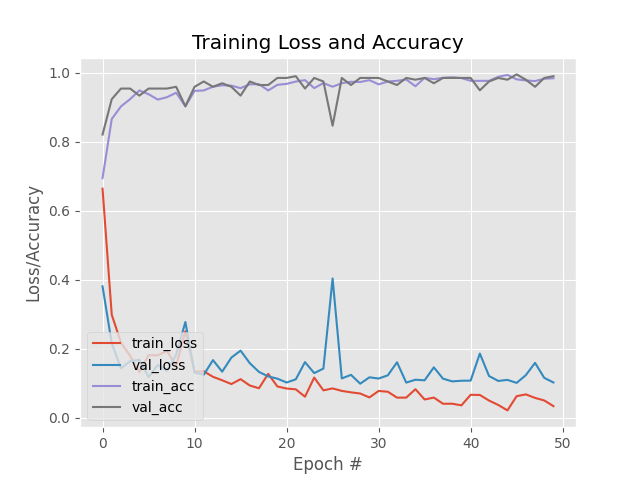 Training Loss and Accuracy
Loss/Accuracy
1.0
0.8
0.6
0.4
0.2
0.0
train_loss
val_loss
train_acc
val_acc
0
10
20
30
40
50
Epoch #